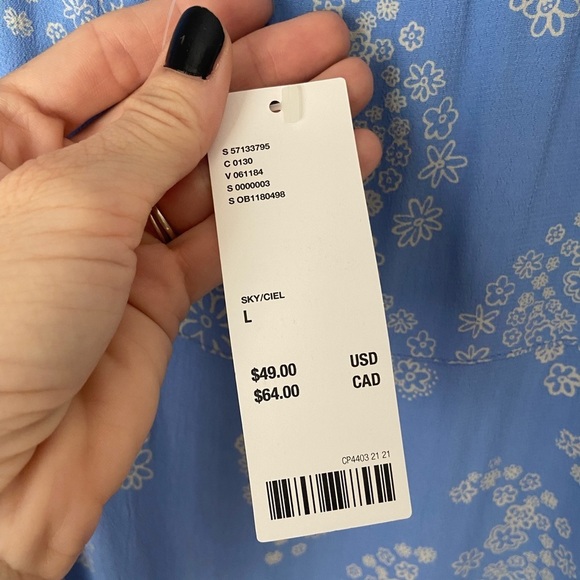 S 57133795
C 0130
V 061184
S 0000003
S OB1180498
SKY/CIEL
L
$49.00 USD
$64.00 CAD
CP4403 21 21